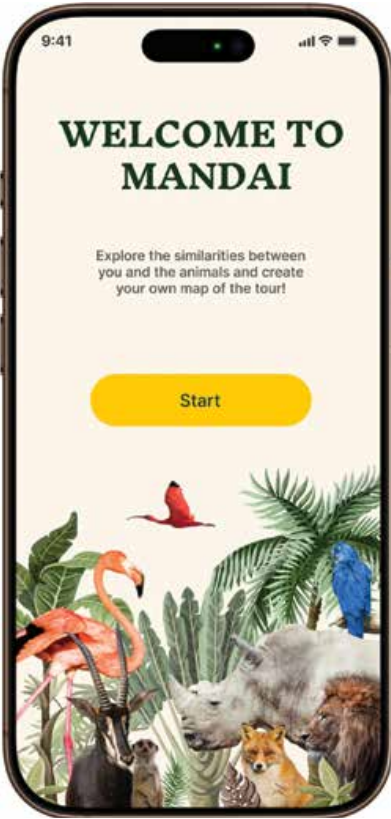 9:41
WELCOME TO
MANDAI
Explore the similarities between
you and the animals and create
your own map of the tour!
Start